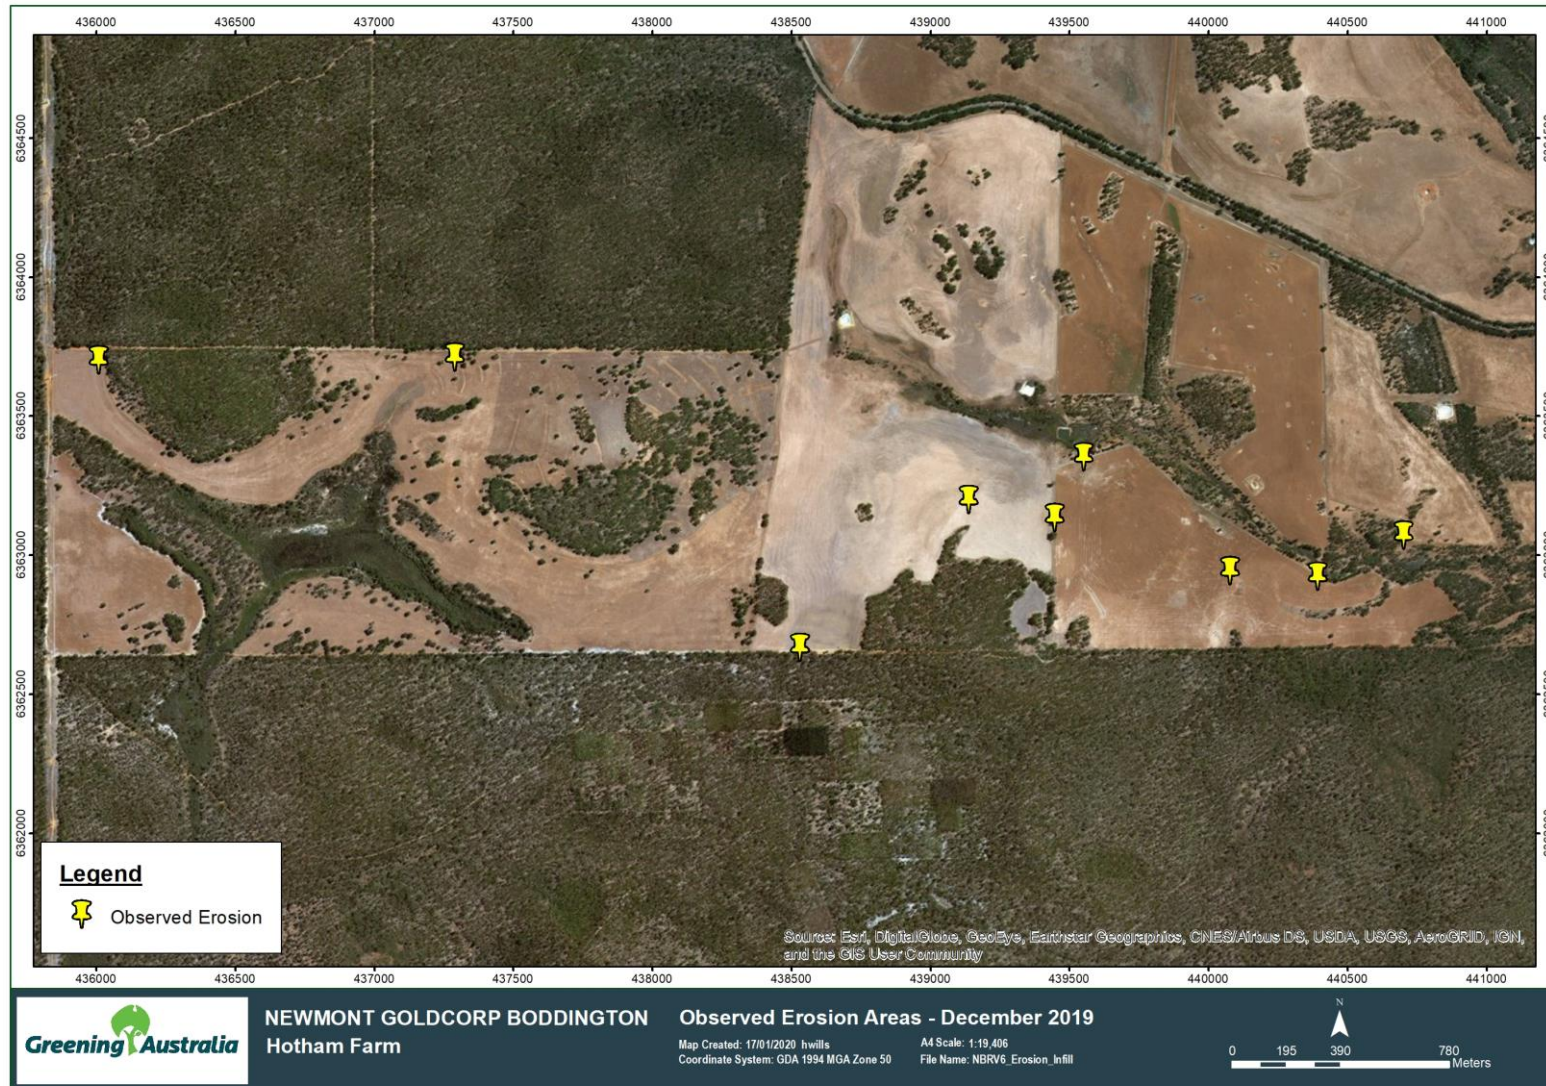 436000 436500 437000 437500 438000 438500 439000 439500 440000 440500 441000
6364500
6364000
6363500
6363000
6362500
6362000
Legend
Observed Erosion
Source: Esri, DigitalGlobe, GeoEye, Earthstar Geographics, CNES/Airbus DS, USDA, USGS, AeroGRID, IGN,
and the GIS User Community
436000 436500 437000 437500 438000 438500 439000 439500 440000 440500 441000
Greening Australia
NEWMONT GOLDCORP BODDINGTON
Hotham Farm
Observed Erosion Areas - December 2019
Map Created: 17/01/2020 hwills
A4 Scale: 1:19,406
Coordinate System: GDA 1994 MGA Zone 50
File Name: NBRV6_Erosion_Infill
N
0 195 390 780
Meters